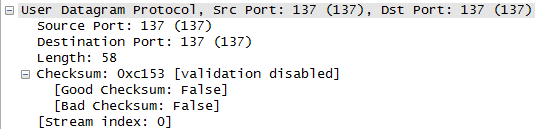 User Datagram Protocol, Src Port: 137 (137), Dst Port: 137 (137)
Source Port: 137 (137)
Destination Port: 137 (137)
Length: 58
Checksum: 0xc153 [validation disabled]
[Good Checksum: False]
[Bad Checksum: False]
[Stream index: 0]